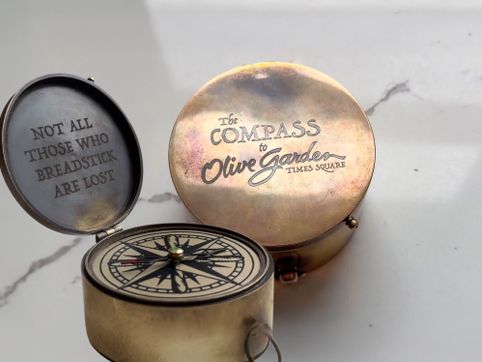 NOT ALL
THOSE WHO
BREADSTICK
ARE LOST
The
COMPASS
to
Olive Garden
TIMES SQUARE